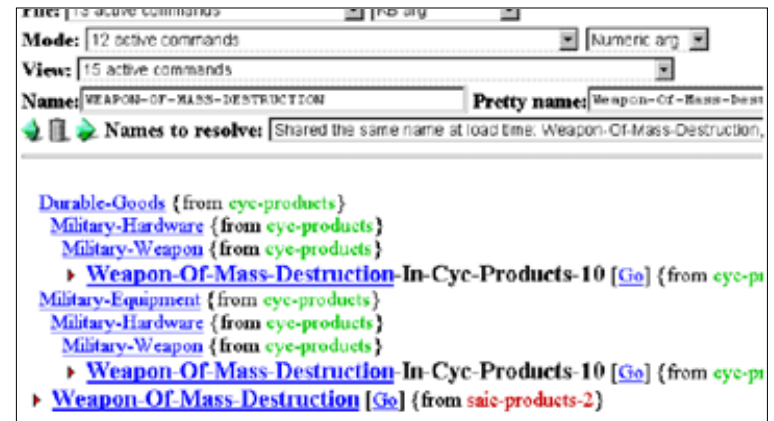 File: 13 active commands KB arg
Mode: 12 active commands Numeric arg
View: 15 active commands
Name: WEAPON-OF-MASS-DESTRUCTION Pretty name: Weapon-Of-Mass-Dest
Names to resolve: Shared the same name at load time: Weapon-Of-Mass-Destruction,
Durable-Goods {from cyc-products}
Military-Hardware {from cyc-products}
Military-Weapon {from cyc-products}
Weapon-Of-Mass-Destruction-In-Cyc-Products-10 [Go] {from cyc-pr
Military-Equipment {from cyc-products}
Military-Hardware {from cyc-products}
Military-Weapon {from cyc-products}
Weapon-Of-Mass-Destruction-In-Cyc-Products-10 [Go] {from cyc-pr
Weapon-Of-Mass-Destruction [Go] {from saic-products-2}